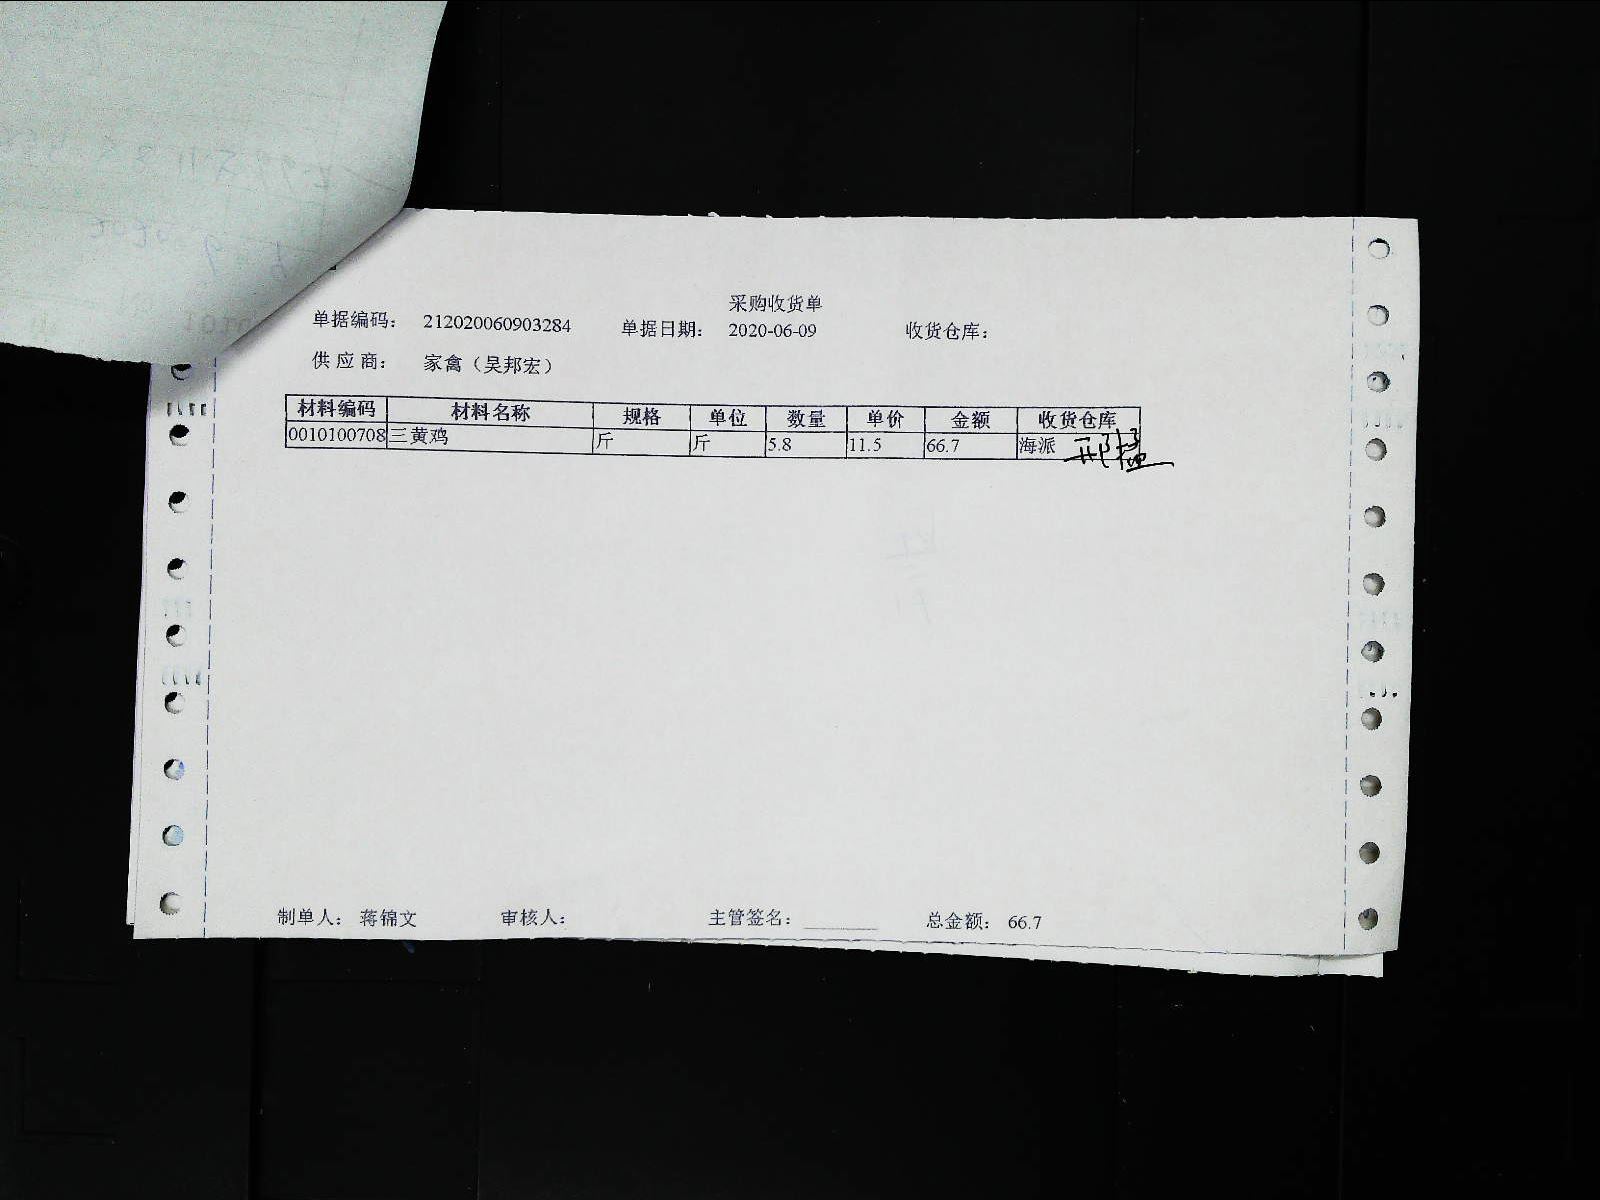 采购收货单
单据编码： 212020060903284 单据日期： 2020-06-09 收货仓库：
供应商： 家禽（吴邦宏）
材料编码 材料名称 规格 单位 数量 单价 金额 收货仓库
0010100708 三黄鸡 斤 斤 5.8 11.5 66.7 海派
制单人： 蒋锦文 审核人： 主管签名： 总金额： 66.7